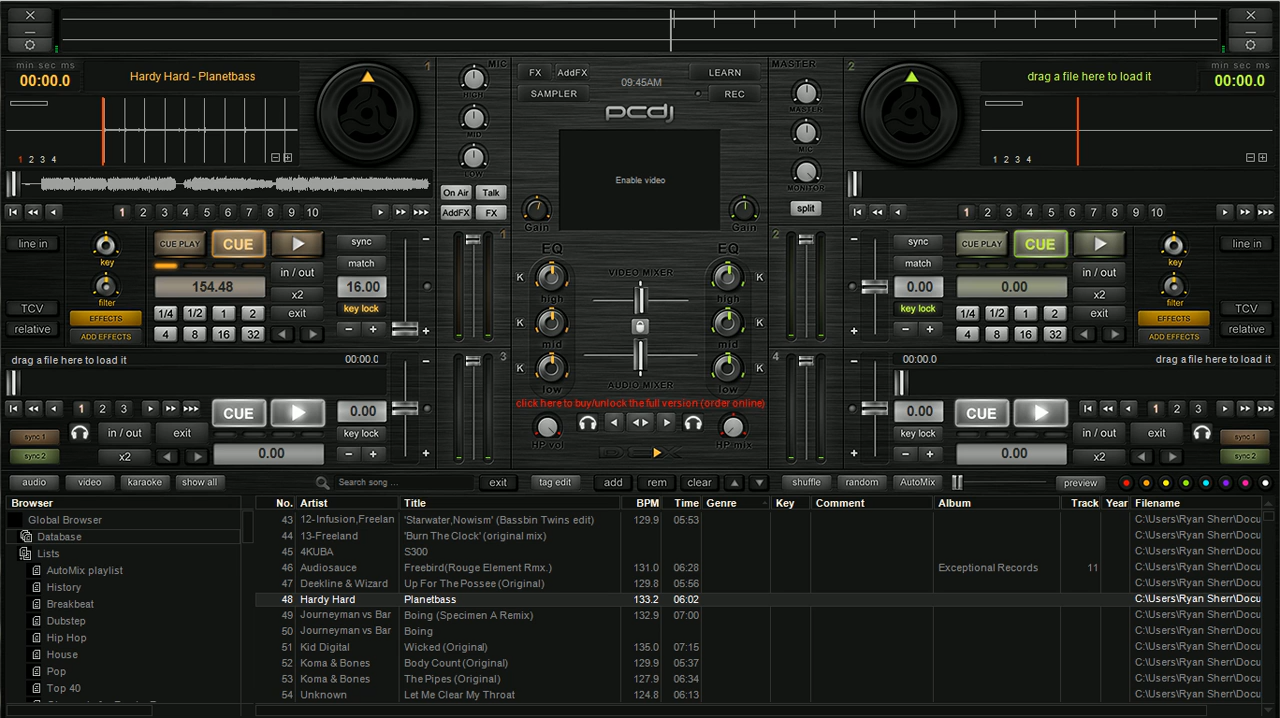 min sec ms
00:00.0
Hardy Hard - Planetbass
1
1 2 3 4
1 2 3 4 5 6 7 8 9 10
MIC
HIGH
MID
LOW
On Air Talk
AddFX FX
FX AddFX
SAMPLER
09:45AM
LEARN
REC
pcdj
Enable video
Gain
Gain
MASTER
MASTER
MIC
MONITOR
split
2
drag a file here to load it
min sec ms
00:00.0
1 2 3 4
1 2 3 4 5 6 7 8 9 10
line in
TCV
relative
key
filter
EFFECTS
ADD EFFECTS
CUE PLAY CUE
154.48
1/4 1/2 1 2
4 8 16 32
in / out
x2
exit
sync
match
16.00
key lock
1
EQ
K high
K mid
K low
VIDEO MIXER
AUDIO MIXER
EQ
high K
mid K
low K
2
sync
match
0.00
key lock
CUE PLAY CUE
0.00
1/4 1/2 1 2
4 8 16 32
in / out
x2
exit
key
filter
EFFECTS
ADD EFFECTS
line in
TCV
relative
drag a file here to load it 00:00.0
1 2 3
CUE
0.00
key lock
sync 1
sync 2
in / out exit
x2
0.00
3
click here to buy/unlock the full version (order online)
HP-vol
HP-mix
DEX
4
00:00.0 drag a file here to load it
0.00
key lock
CUE
0.00
1 2 3
in / out exit
x2
sync 1
sync 2
audio video karaoke show all
Search song ...
exit tag edit add rem clear shuffle random AutoMix preview
Browser
Global Browser
Database
Lists
AutoMix playlist
History
Breakbeat
Dubstep
Hip Hop
House
Pop
Top 40
No. Artist Title BPM Time Genre Key Comment Album Track Year Filename
43 12-Infusion,Freelan 'Starwater,Nowism' (Bassbin Twins edit) 129.9 05:53 C:\Users\Ryan Sherr\Docu
44 13-Freeland 'Burn The Clock' (original mix) C:\Users\Ryan Sherr\Docu
45 4KUBA S300 C:\Users\Ryan Sherr\Docu
46 Audiosauce Freebird(Rouge Element Rmx.) 131.0 06:28 Exceptional Records 11 C:\Users\Ryan Sherr\Docu
47 Deekline & Wizard Up For The Possee (Original) 129.8 05:56 C:\Users\Ryan Sherr\Docu
48 Hardy Hard Planetbass 133.2 06:02 C:\Users\Ryan Sherr\Docu
49 Journeyman vs Bar Boing (Specimen A Remix) 132.9 07:00 C:\Users\Ryan Sherr\Docu
50 Journeyman vs Bar Boing C:\Users\Ryan Sherr\Docu
51 Kid Digital Wicked (Original) 135.0 07:15 C:\Users\Ryan Sherr\Docu
52 Koma & Bones Body Count (Original) 129.9 05:37 C:\Users\Ryan Sherr\Docu
53 Koma & Bones The Pipes (Original) 127.9 06:34 C:\Users\Ryan Sherr\Docu
54 Unknown Let Me Clear My Throat 124.8 06:13 C:\Users\Ryan Sherr\Docu